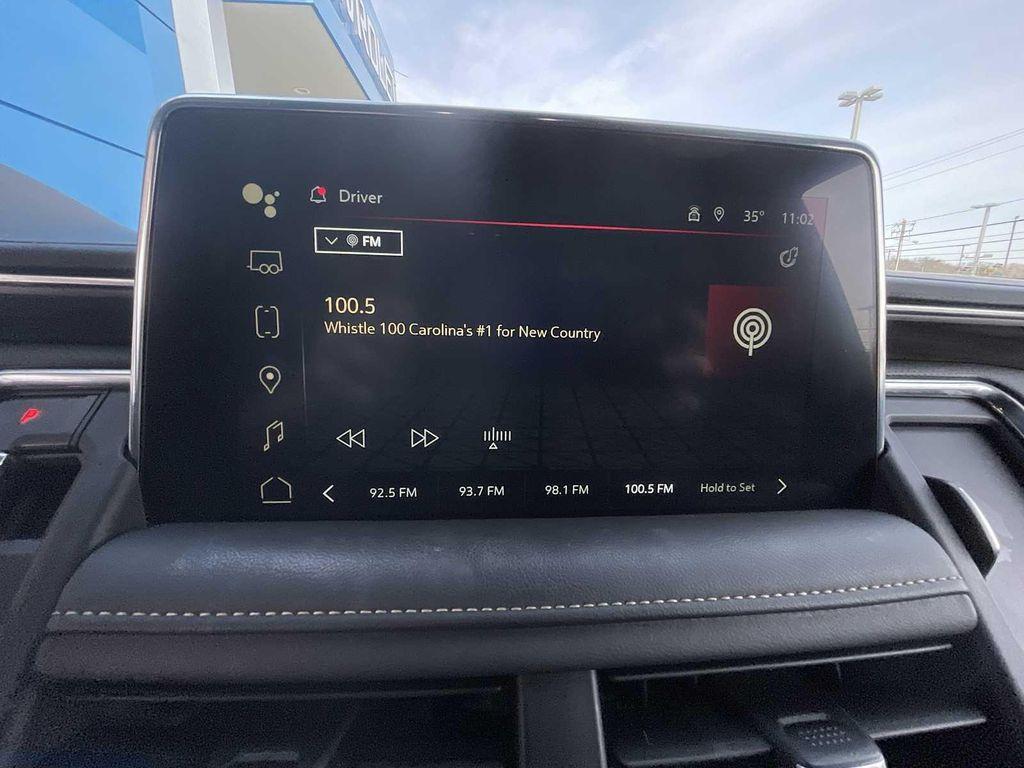 Driver
35° 11:02
FM
100.5
Whistle 100 Carolina's #1 for New Country
92.5 FM 93.7 FM 98.1 FM 100.5 FM Hold to Set
P